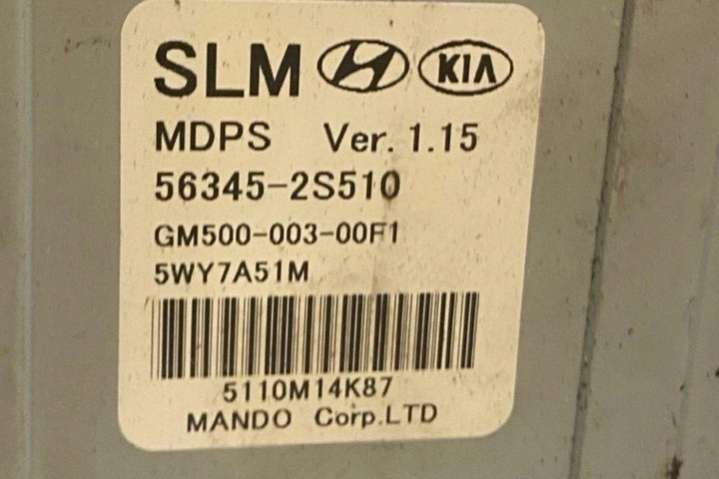 SLM KIA
MDPS Ver. 1.15
56345-2S510
GM500-003-00F1
5WY7A51M
5110M14K87
MANDO Corp.LTD